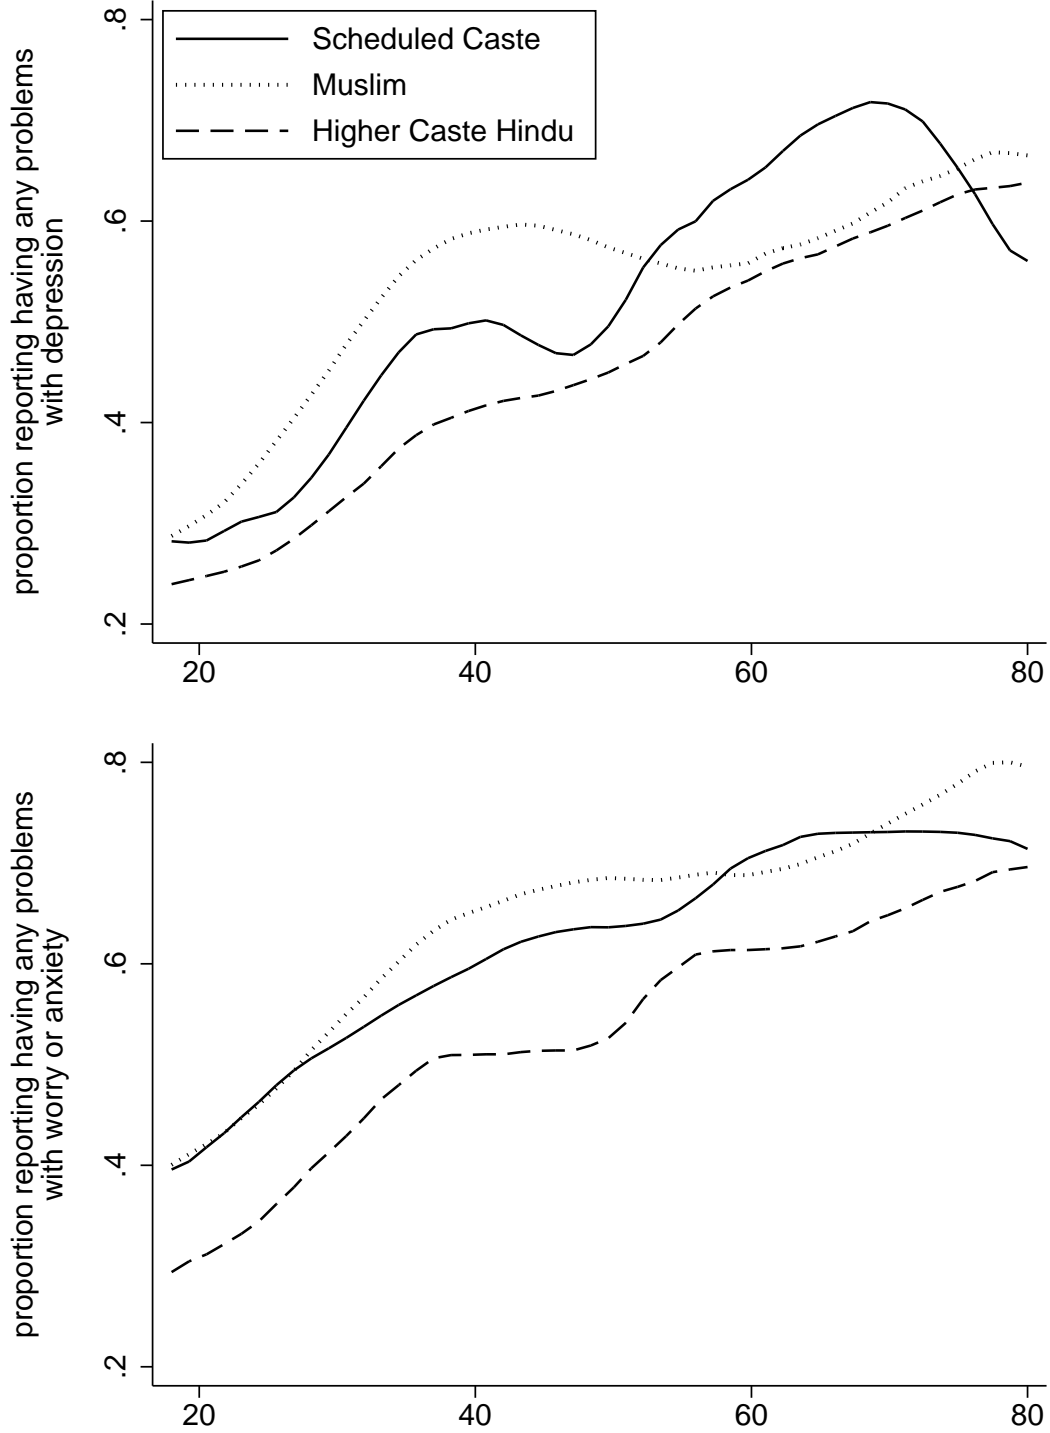 proportion reporting having any problems
with depression
.8
.6
.4
.2
Scheduled Caste
Muslim
Higher Caste Hindu
20 40 60 80
proportion reporting having any problems
with worry or anxiety
.8
.6
.4
.2
20 40 60 80